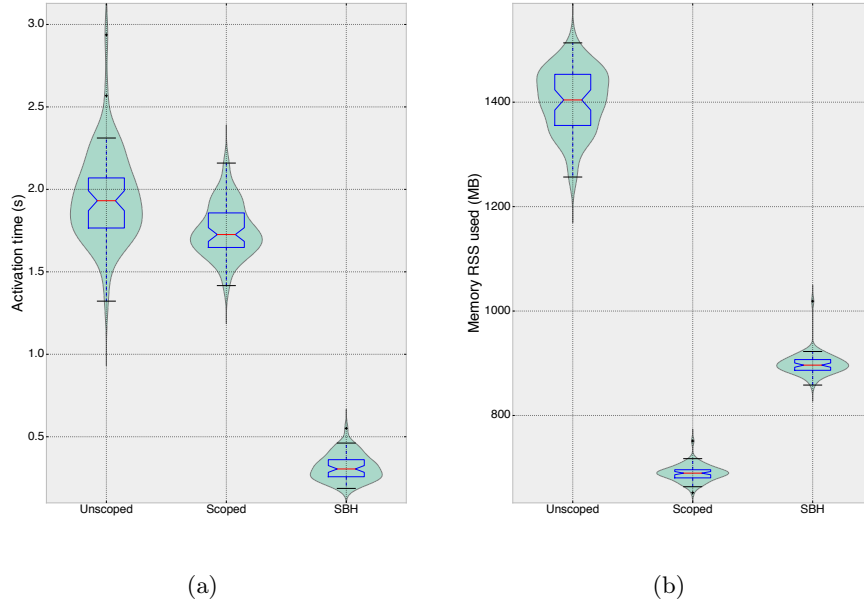 3.0
2.5
2.0
1.5
1.0
0.5
Activation time (s)
Unscoped
Scoped
SBH
(a)
1400
1200
1000
800
Memory RSS used (MB)
Unscoped
Scoped
SBH
(b)